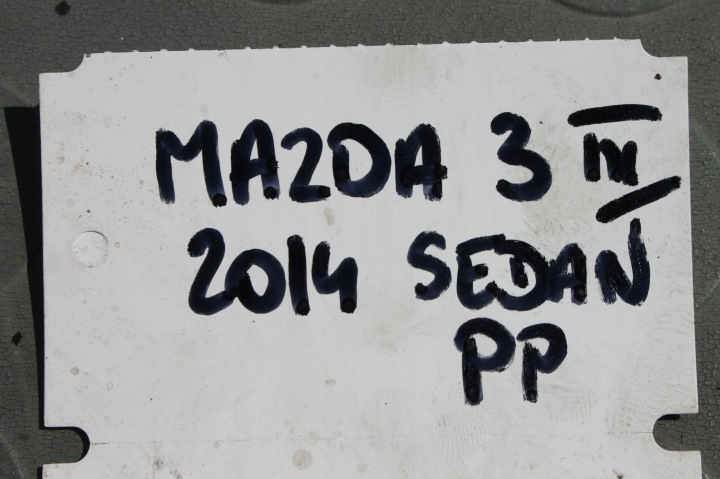 MAZDA 3 III
2014 SEDAN
PP